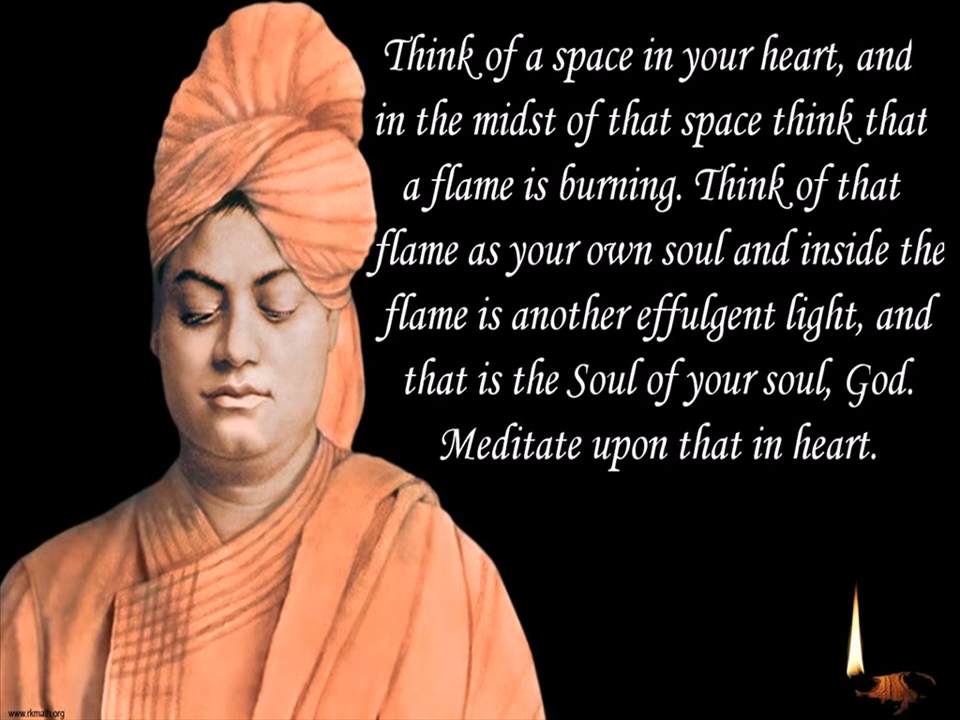 Think of a space in your heart, and
in the midst of that space think that
a flame is burning. Think of that
flame as your own soul and inside the
flame is another effulgent light, and
that is the Soul of your soul, God.
Meditate upon that in heart.
www.rkmath.org